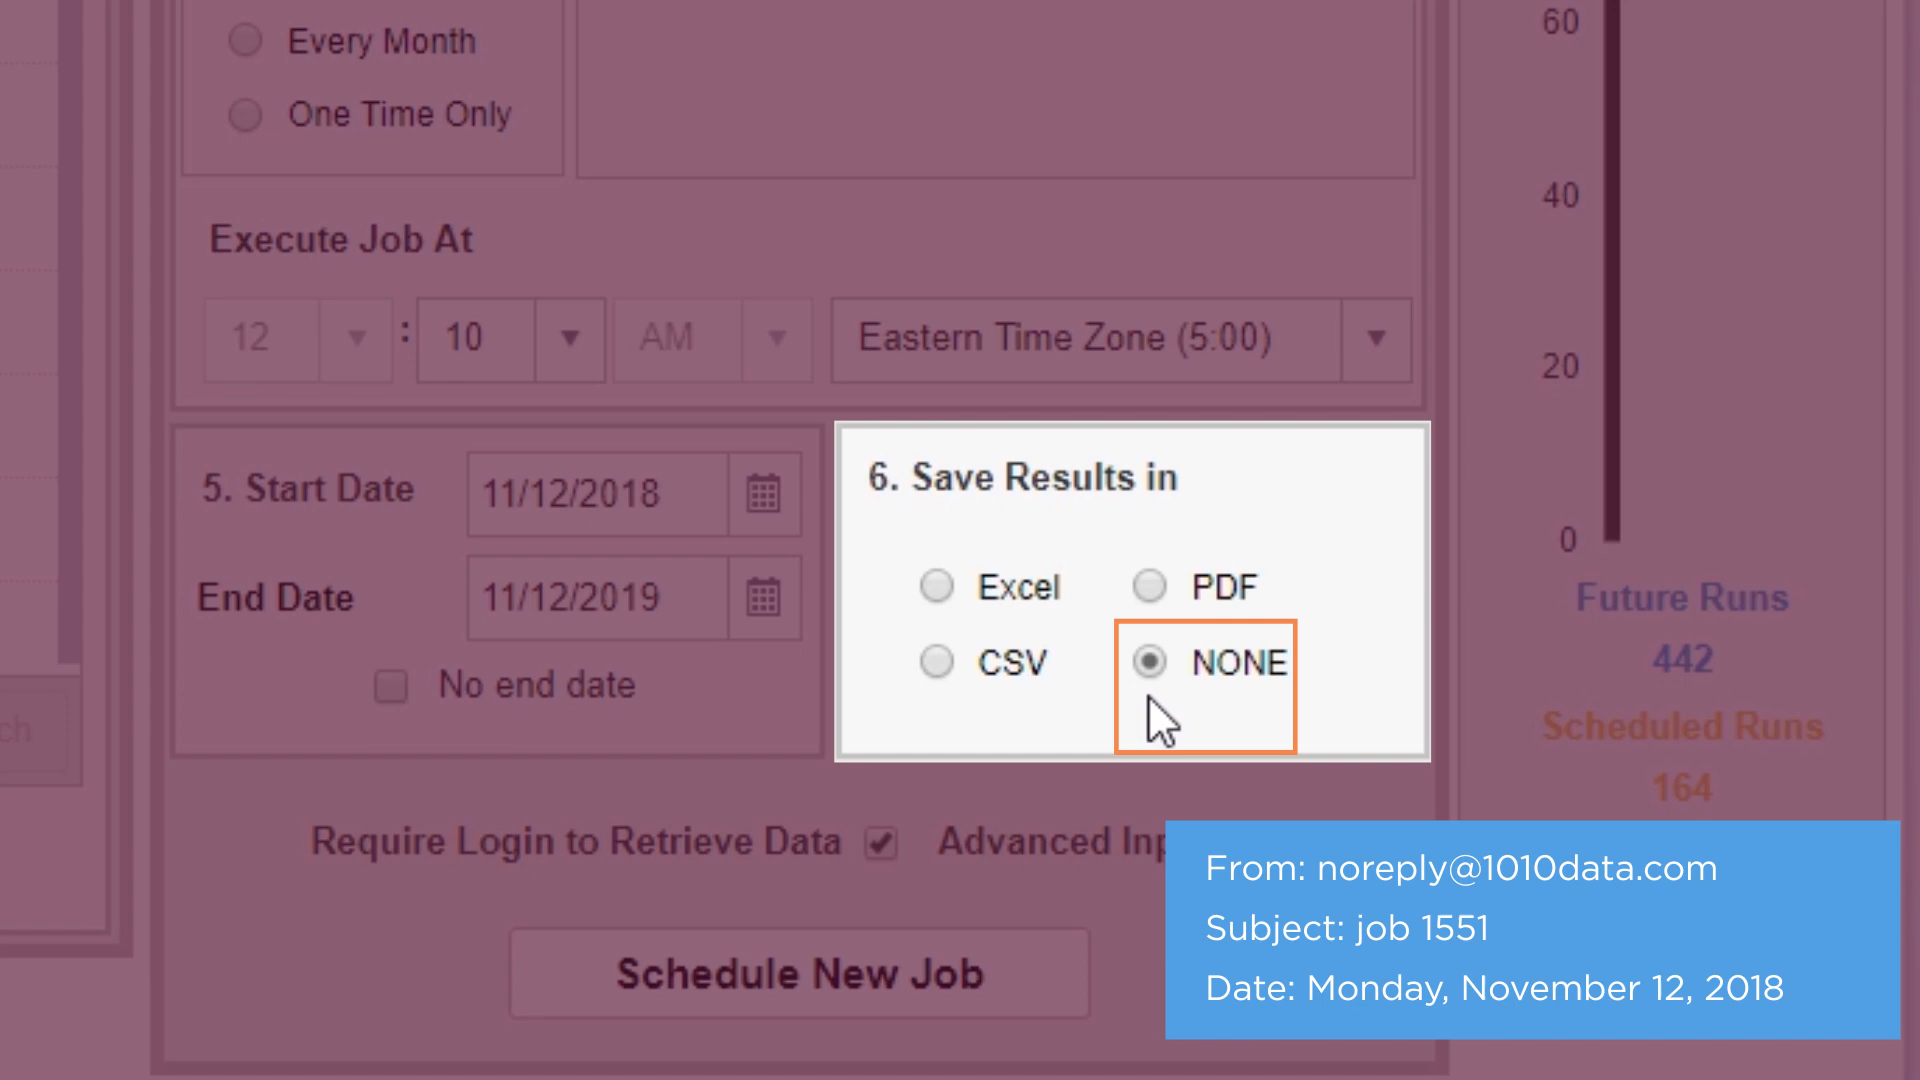 Every Month
One Time Only
Execute Job At
12 : 10 AM Eastern Time Zone (5:00)
5. Start Date 11/12/2018
End Date 11/12/2019
No end date
6. Save Results in
Excel PDF
CSV NONE
Require Login to Retrieve Data Advanced Inp
Schedule New Job
ch
60
40
20
0
Future Runs
442
Scheduled Runs
164
From: noreply@1010data.com
Subject: job 1551
Date: Monday, November 12, 2018